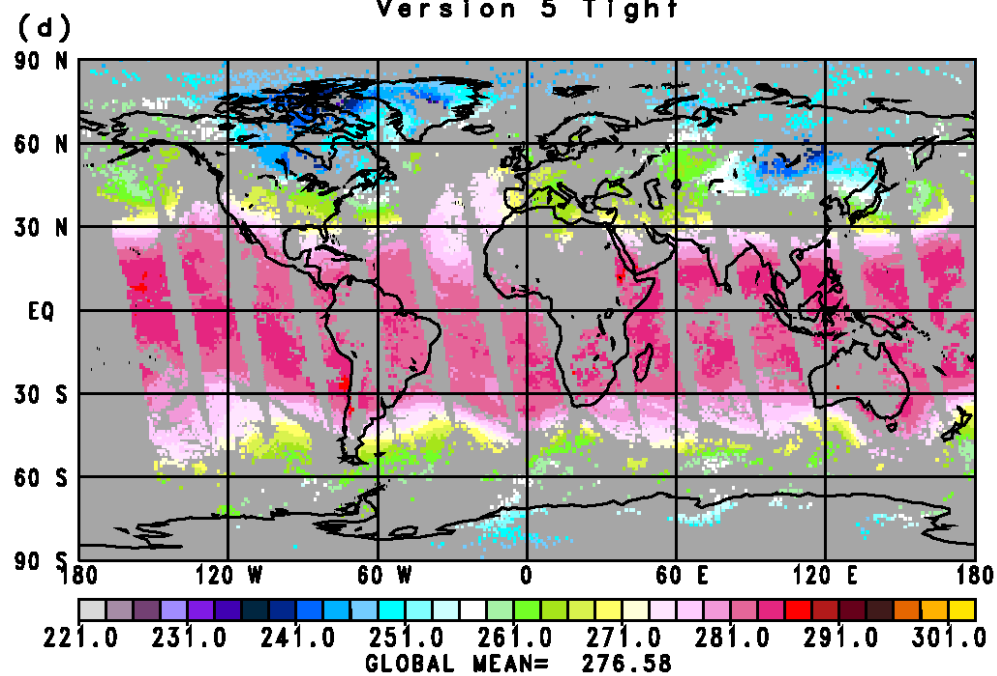 Version 5 Tight
(d)
90 N
60 N
30 N
EQ
30 S
60 S
90 S
180 120 W 60 W 0 60 E 120 E 180
221.0 231.0 241.0 251.0 261.0 271.0 281.0 291.0 301.0
GLOBAL MEAN= 276.58